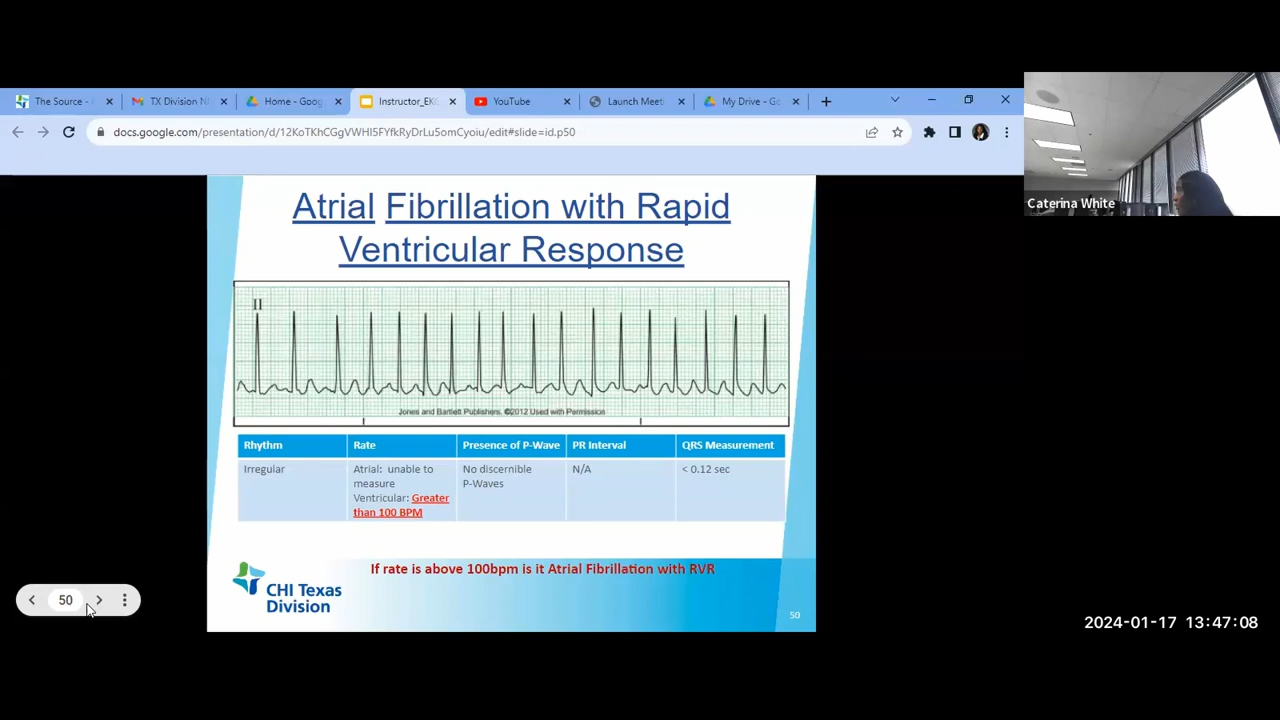 The Source -
TX Division N
Home - Goog
Instructor_EK
YouTube
Launch Meeti
My Drive - Go
docs.google.com/presentation/d/12KoTKhCGgVWHI5FYfkRyDrLu5omCyoiu/edit#slide=id.p50
Caterina White
Atrial Fibrillation with Rapid
Ventricular Response
II
Jones and Bartlett Publishers. ©2012 Used with Permission
Rhythm Rate Presence of P-Wave PR Interval QRS Measurement
Irregular Atrial: unable to No discernible N/A < 0.12 sec
measure P-Waves
Ventricular: Greater
than 100 BPM
If rate is above 100bpm is it Atrial Fibrillation with RVR
CHI Texas
Division
50
50
2024-01-17 13:47:08